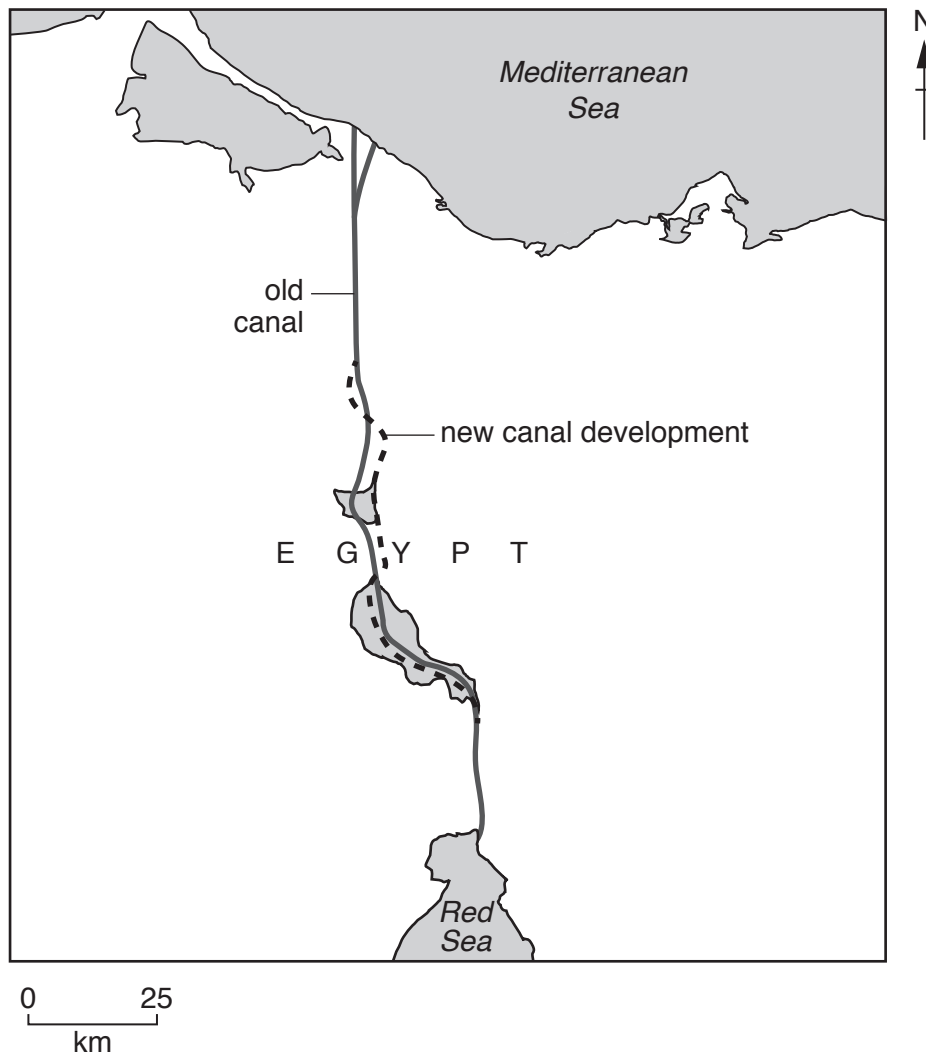 N
Mediterranean
Sea
old
canal
new canal development
E G Y P T
Red
Sea
0 25
km